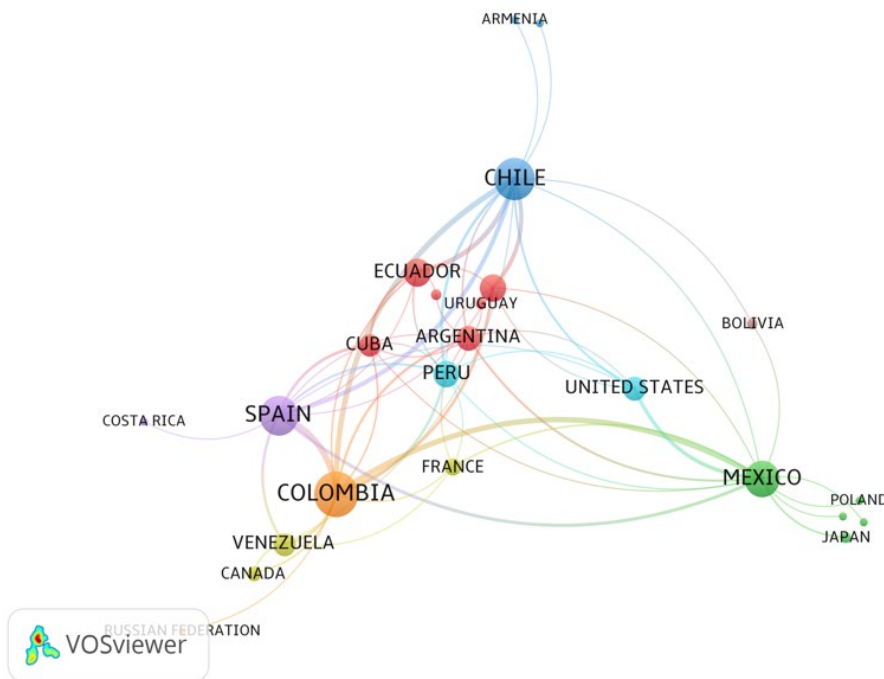 ARMENIA
CHILE
ECUADOR
URUGUAY
BOLIVIA
CUBA
ARGENTINA
PERU
UNITED STATES
COSTA RICA
SPAIN
FRANCE
COLOMBIA
MEXICO
POLAND
JAPAN
VENEZUELA
CANADA
RUSSIAN FEDERATION
VOSviewer